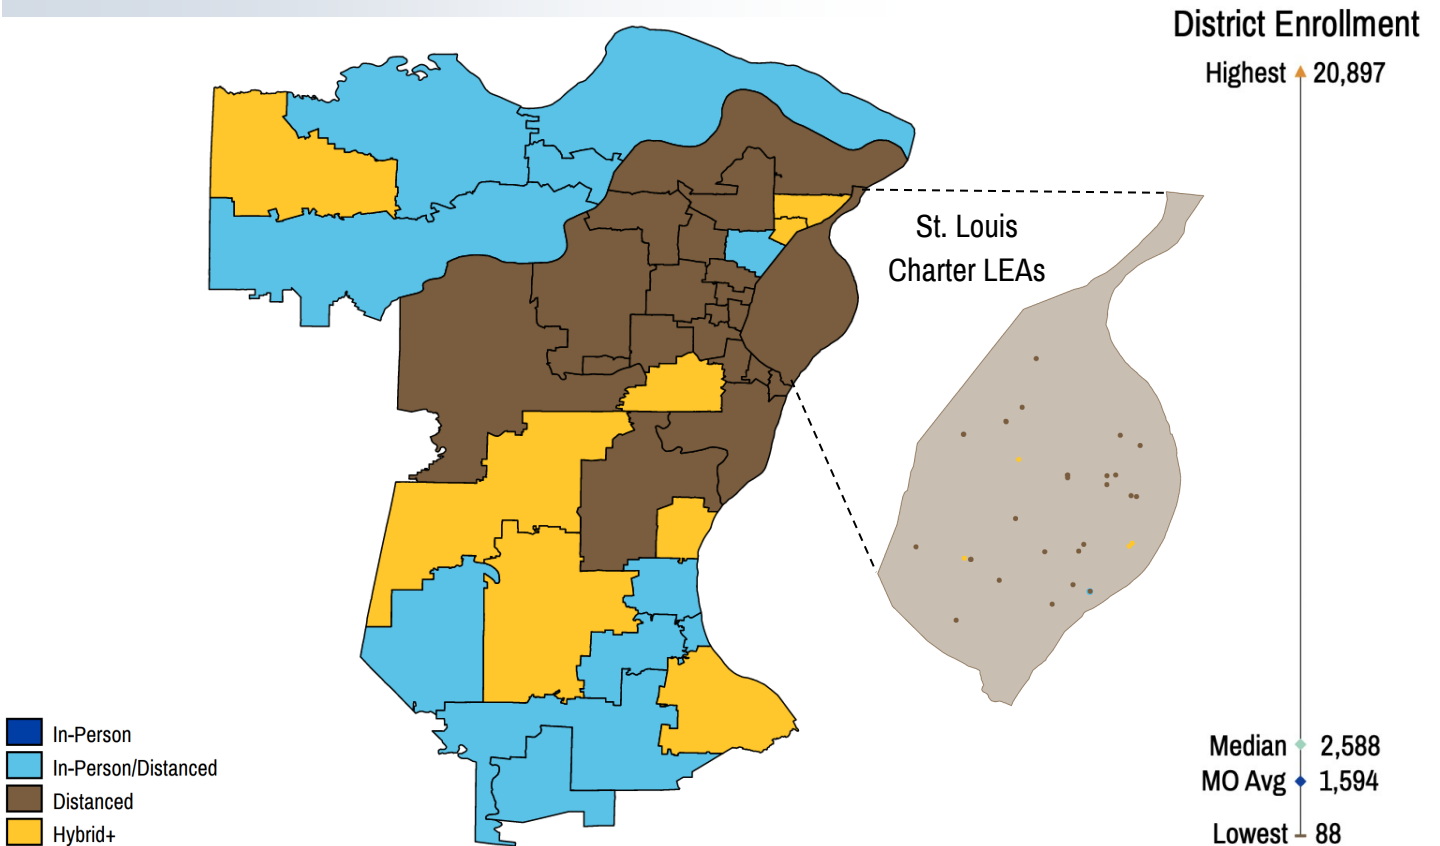 District Enrollment
Highest 20,897
St. Louis
Charter LEAs
Median 2,588
MO Avg 1,594
Lowest 88
In-Person
In-Person/Distanced
Distanced
Hybrid+